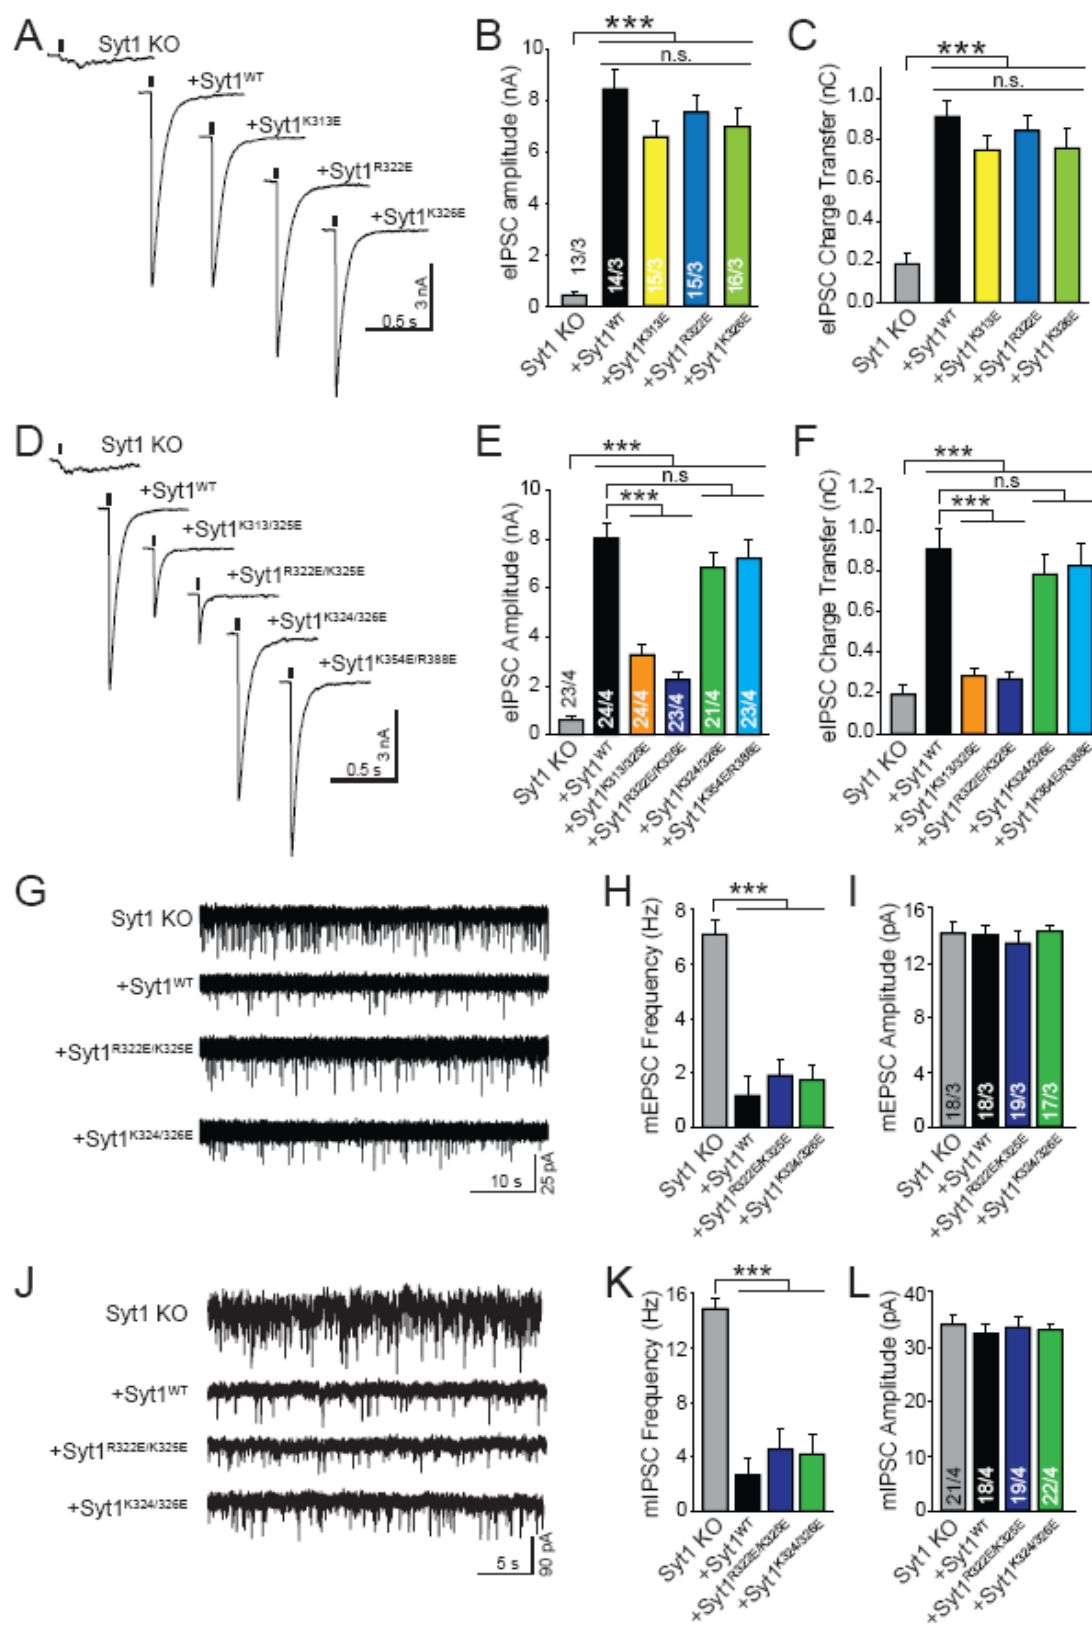 A
Syt1 KO
+Syt1WT
+Syt1K313E
+Syt1R322E
+Syt1K326E
3 nA
0.5 s
B
***
n.s.
eIPSC amplitude (nA)
10
8
6
4
2
0
13/3
14/3
15/3
15/3
16/3
Syt1 KO
+Syt1WT
+Syt1K313E
+Syt1R322E
+Syt1K326E
C
***
n.s.
eIPSC Charge Transfer (nC)
1.0
0.8
0.6
0.4
0.2
0.0
Syt1 KO
+Syt1WT
+Syt1K313E
+Syt1R322E
+Syt1K326E
D
Syt1 KO
+Syt1WT
+Syt1K313/325E
+Syt1R322E/K325E
+Syt1K324/326E
+Syt1K354E/R388E
3 nA
0.5 s
E
***
n.s
***
eIPSC Amplitude (nA)
10
8
6
4
2
0
23/4
24/4
24/4
23/4
21/4
23/4
Syt1 KO
+Syt1WT
+Syt1K313/325E
+Syt1R322E/K325E
+Syt1K324/326E
+Syt1K354E/R388E
F
***
n.s
***
eIPSC Charge Transfer (nC)
1.2
1.0
0.8
0.6
0.4
0.2
0.0
Syt1 KO
+Syt1WT
+Syt1K313/325E
+Syt1R322E/K325E
+Syt1K324/326E
+Syt1K354E/R388E
G
Syt1 KO
+Syt1WT
+Syt1R322E/K325E
+Syt1K324/326E
10 s
25 pA
H
***
mEPSC Frequency (Hz)
8
6
4
2
0
Syt1 KO
+Syt1WT
+Syt1R322E/K325E
+Syt1K324/326E
I
mEPSC Amplitude (pA)
16
12
8
4
0
18/3
18/3
19/3
17/3
Syt1 KO
+Syt1WT
+Syt1R322E/K325E
+Syt1K324/326E
J
Syt1 KO
+Syt1WT
+Syt1R322E/K325E
+Syt1K324/326E
5 s
90 pA
K
***
mIPSC Frequency (Hz)
16
12
8
4
0
Syt1 KO
+Syt1WT
+Syt1R322E/K325E
+Syt1K324/326E
L
mIPSC Amplitude (pA)
40
30
20
10
0
21/4
18/4
19/4
22/4
Syt1 KO
+Syt1WT
+Syt1R322E/K325E
+Syt1K324/326E